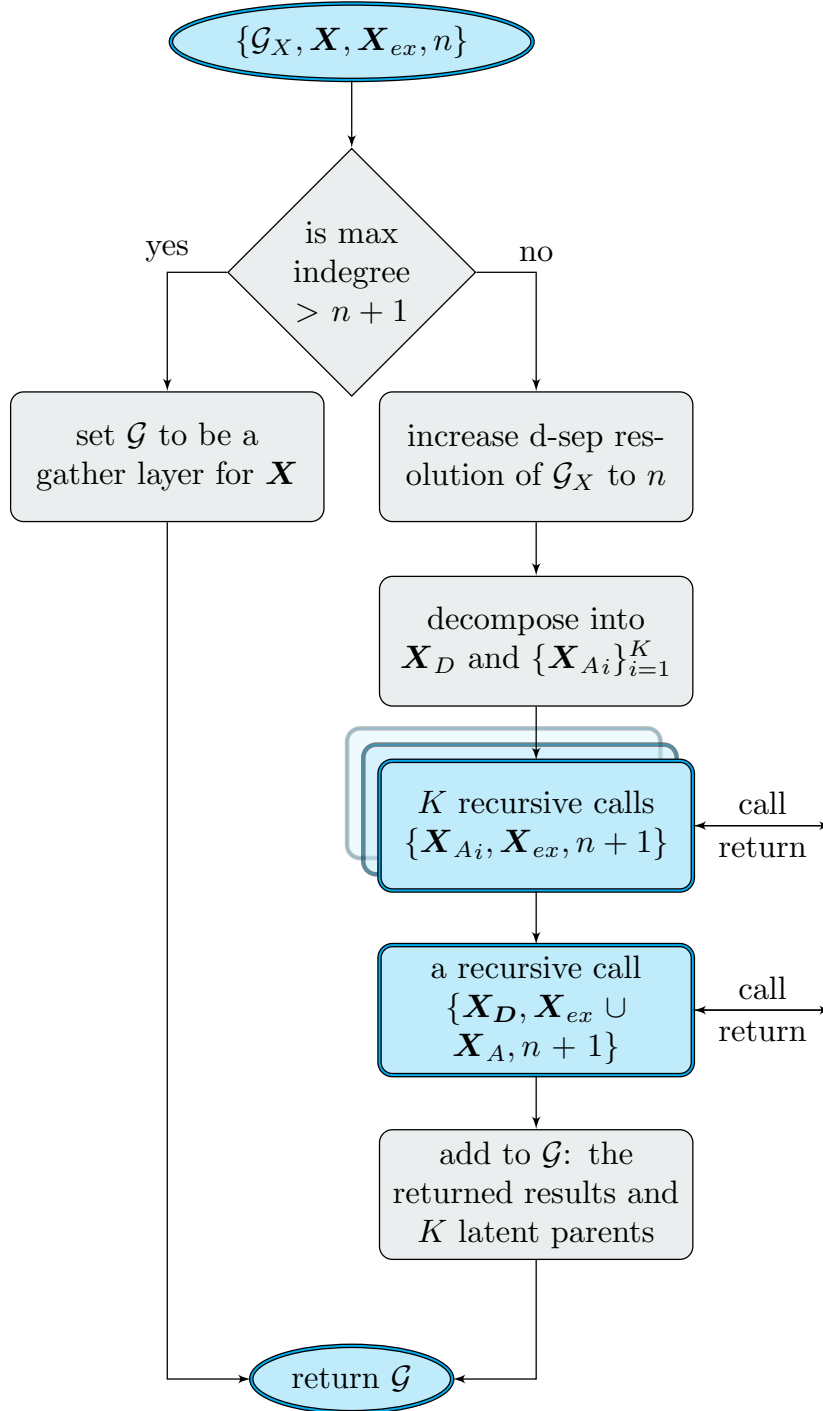 {𝒢_X, X, X_ex, n}
is max
indegree
> n + 1
yes
no
set 𝒢 to be a
gather layer for X
increase d-sep res-
olution of 𝒢_X to n
decompose into
X_D and {X_Ai}_{i=1}^K
K recursive calls
{X_Ai, X_ex, n + 1}
call
return
a recursive call
{X_D, X_ex ∪
X_A, n + 1}
call
return
add to 𝒢: the
returned results and
K latent parents
return 𝒢